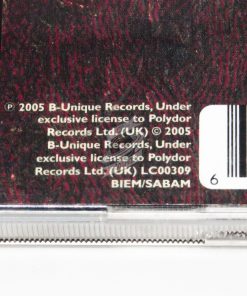 ℗ 2005 B-Unique Records, Under
exclusive license to Polydor
Records Ltd. (UK) © 2005
B-Unique Records, Under
exclusive license to Polydor
Records Ltd. (UK) LC00309
BIEM/SABAM
6